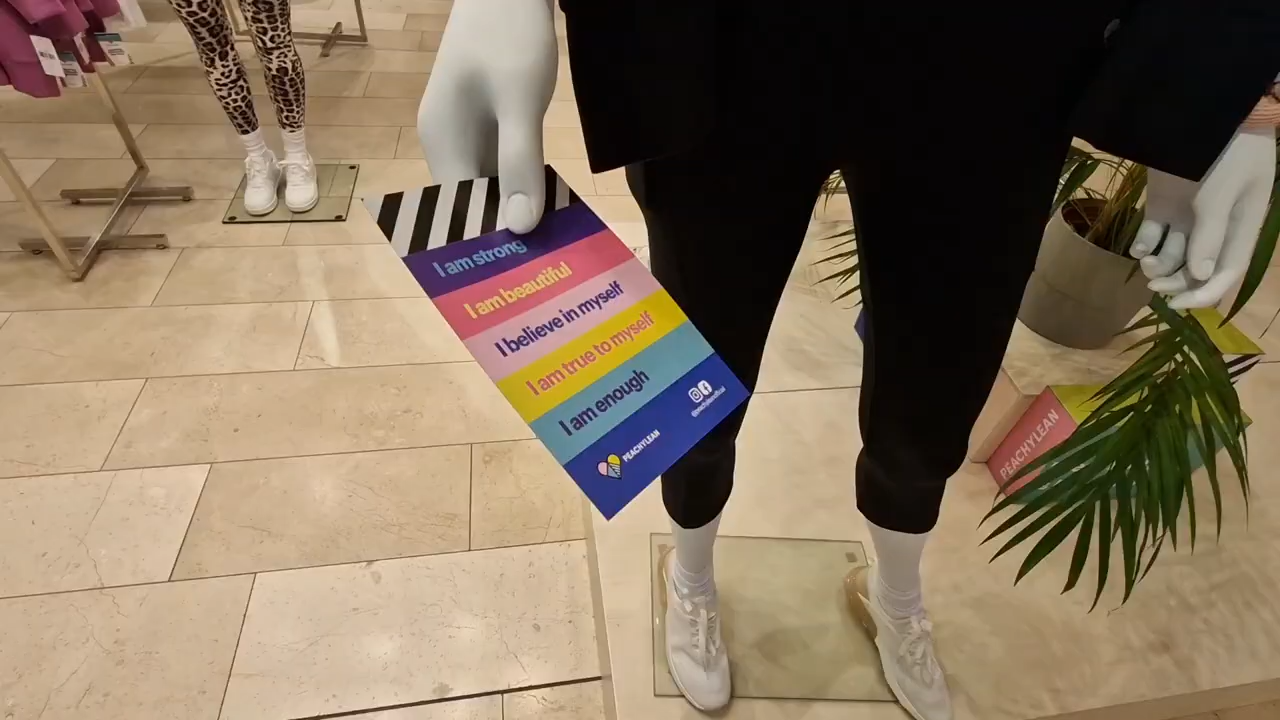 I am strong
I am beautiful
I believe in myself
I am true to myself
I am enough
PEACHYLEAN
PEACHYLEAN